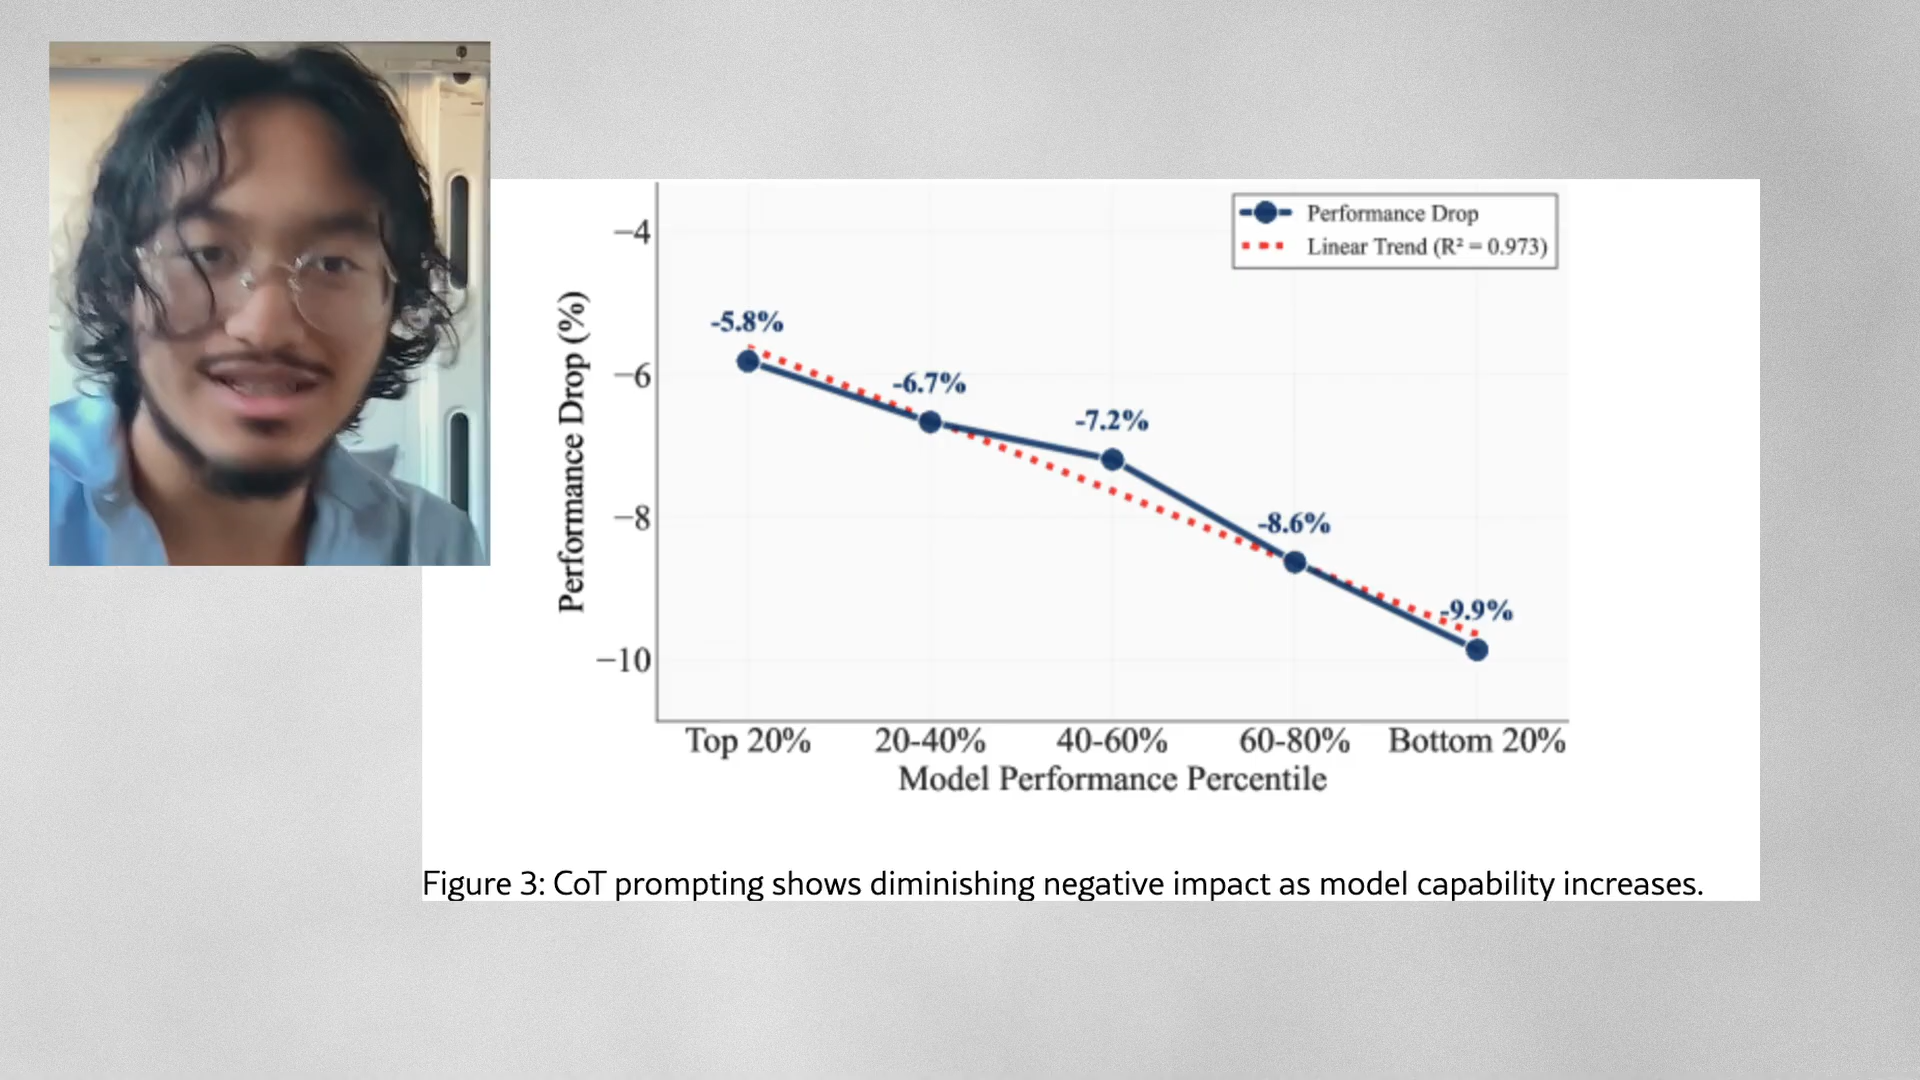 Performance Drop
Linear Trend (R² = 0.973)
Performance Drop (%)
−4
−6
−8
−10
-5.8%
-6.7%
-7.2%
-8.6%
-9.9%
Top 20% 20-40% 40-60% 60-80% Bottom 20%
Model Performance Percentile
Figure 3: CoT prompting shows diminishing negative impact as model capability increases.